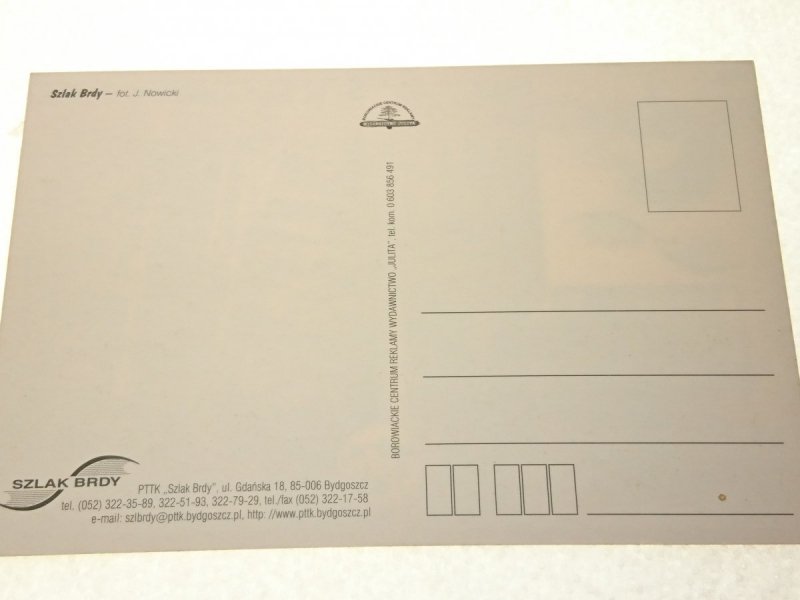 Szlak Brdy – fot. J. Nowicki
BOROWIACKIE CENTRUM REKLAMY WYDAWNICTWO „JULITA”, tel. kom. 0 603 856 491
SZLAK BRDY
PTTK „Szlak Brdy”, ul. Gdańska 18, 85-006 Bydgoszcz
tel. (052) 322-35-89, 322-51-93, 322-79-29, tel./fax (052) 322-17-58
e-mail: szlbrdy@pttk.bydgoszcz.pl, http: //www.pttk.bydgoszcz.pl